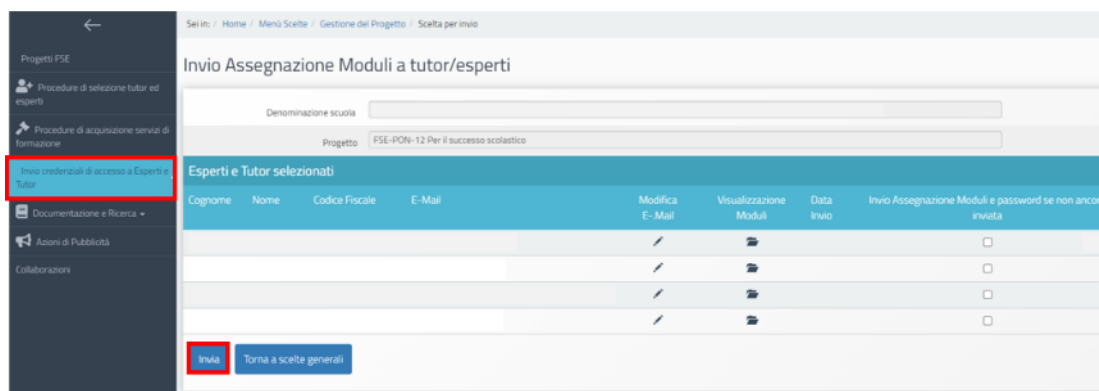 Sei in: / Home / Menù Scelte / Gestione del Progetto / Scelta per invio
Progetti FSE
Procedure di selezione tutor ed
esperti
Procedure di acquisizione servizi di
formazione
Invio credenziali di accesso a Esperti e
Tutor
Documentazione e Ricerca
Azioni di Pubblicità
Collaborazioni
Invio Assegnazione Moduli a tutor/esperti
Denominazione scuola
Progetto FSE-PON-12 Per il successo scolastico
Esperti e Tutor selezionati
Cognome Nome Codice Fiscale E-Mail Modifica Visualizzazione Data Invio Assegnazione Moduli e password se non ancor
E-.Mail Moduli Invio inviata
Invia Torna a scelte generali